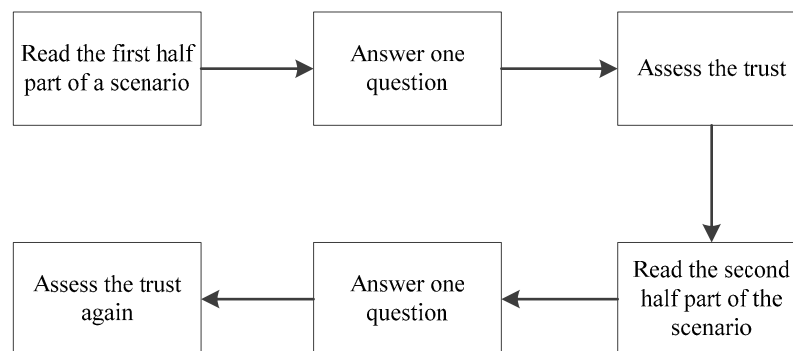 Read the first half
part of a scenario
Answer one
question
Assess the trust
Read the second
half part of the
scenario
Answer one
question
Assess the trust
again